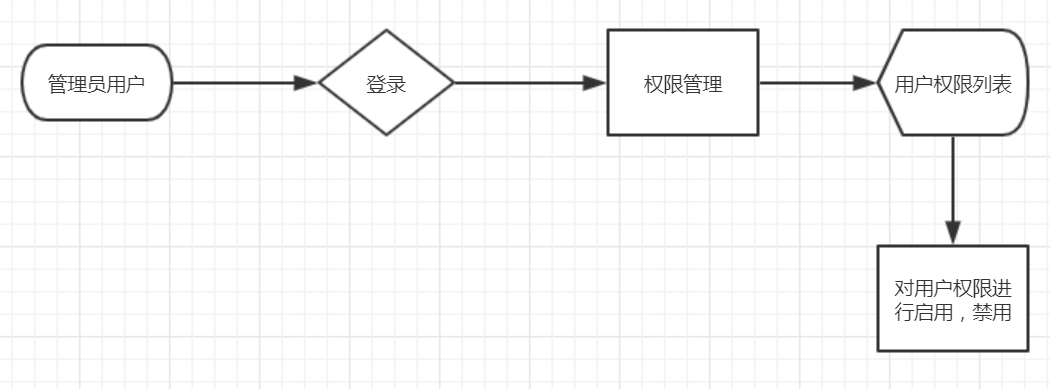 管理员用户
登录
权限管理
用户权限列表
对用户权限进
行启用，禁用